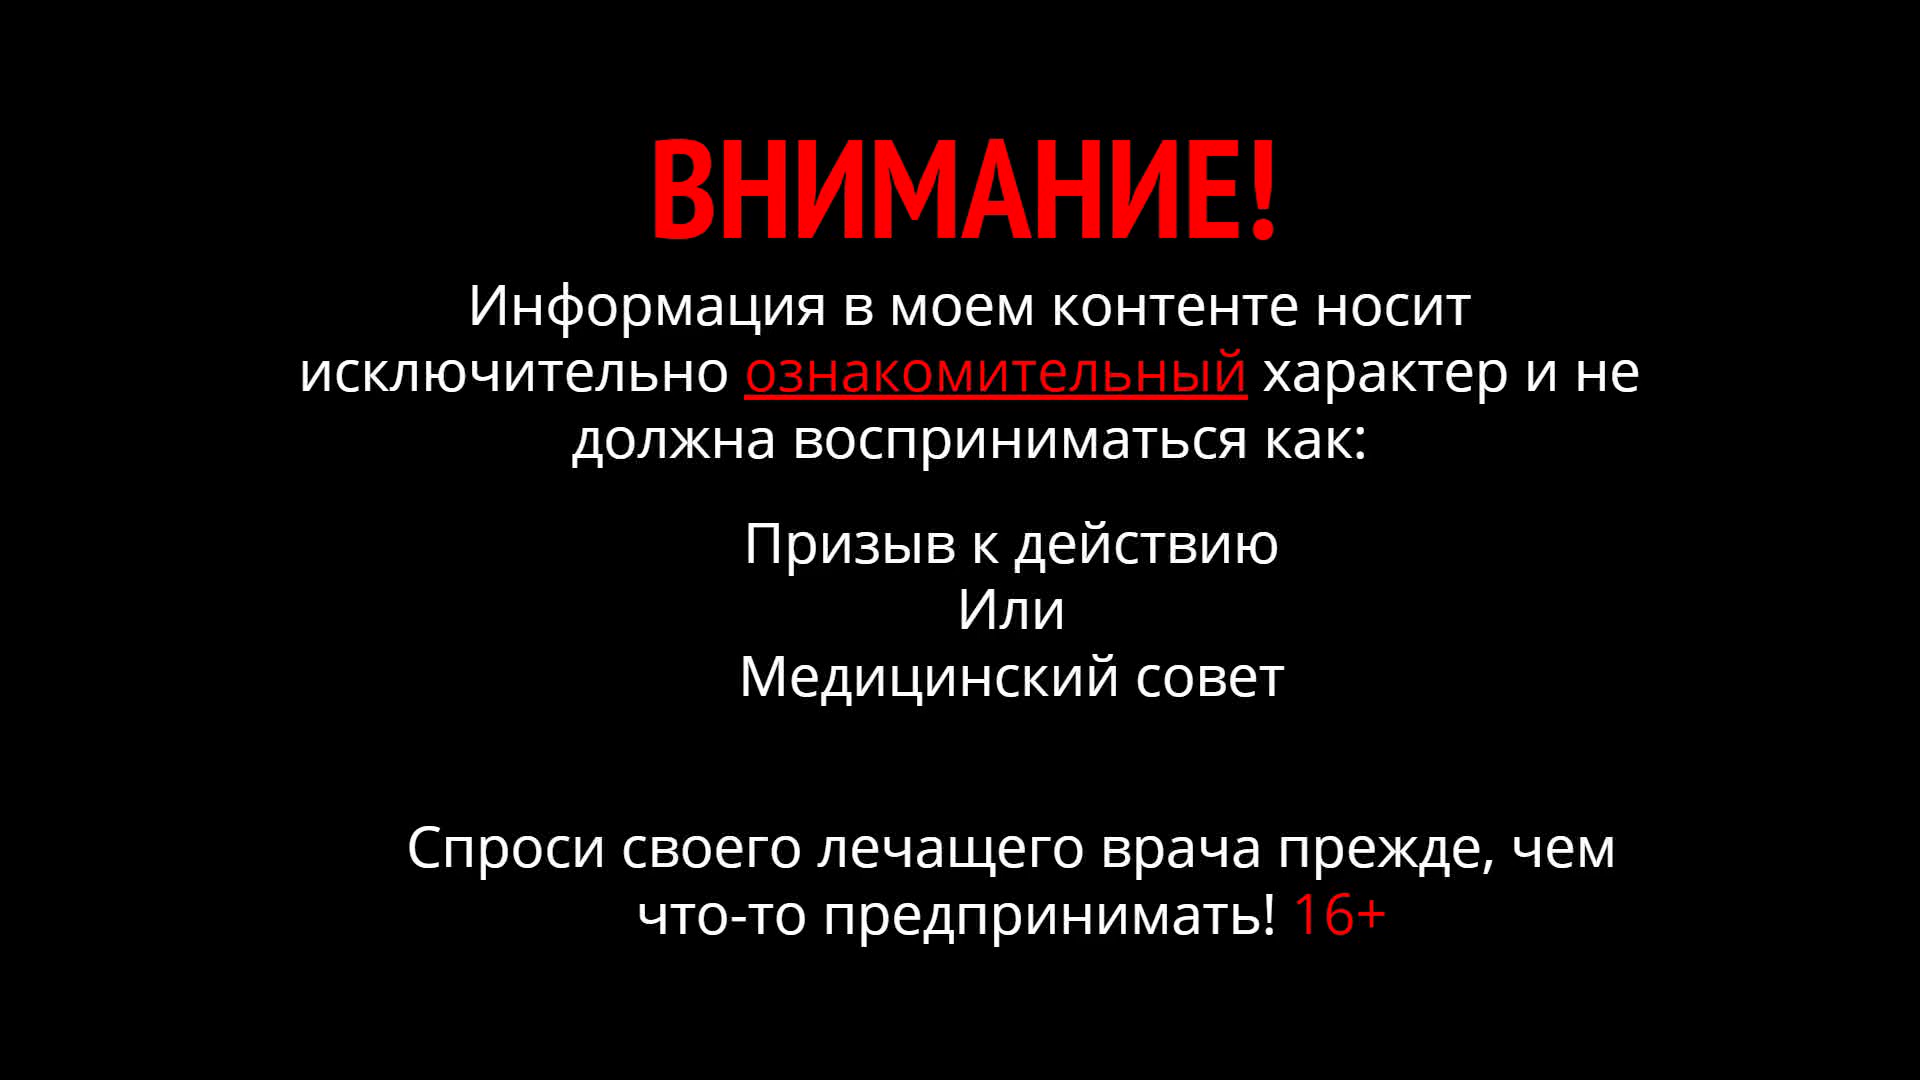 ВНИМАНИЕ!
Информация в моем контенте носит
исключительно ознакомительный характер и не
должна восприниматься как:
Призыв к действию
Или
Медицинский совет
Спроси своего лечащего врача прежде, чем
что-то предпринимать! 16+